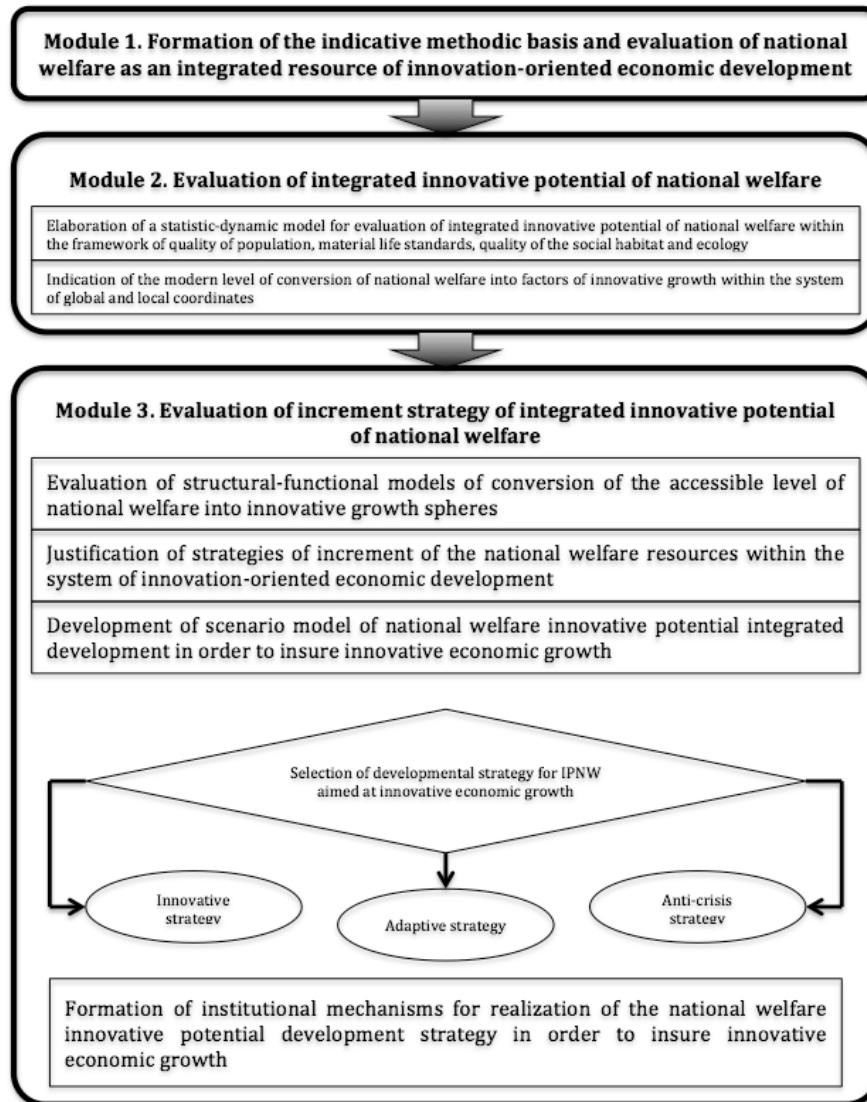 Module 1. Formation of the indicative methodic basis and evaluation of national
welfare as an integrated resource of innovation-oriented economic development
Module 2. Evaluation of integrated innovative potential of national welfare
Elaboration of a statistic-dynamic model for evaluation of integrated innovative potential of national welfare within
the framework of quality of population, material life standards, quality of the social habitat and ecology
Indication of the modern level of conversion of national welfare into factors of innovative growth within the system
of global and local coordinates
Module 3. Evaluation of increment strategy of integrated innovative potential
of national welfare
Evaluation of structural-functional models of conversion of the accessible level of
national welfare into innovative growth spheres
Justification of strategies of increment of the national welfare resources within the
system of innovation-oriented economic development
Development of scenario model of national welfare innovative potential integrated
development in order to insure innovative economic growth
Selection of developmental strategy for IPNW
aimed at innovative economic growth
Innovative
strategy
Adaptive strategy
Anti-crisis
strategy
Formation of institutional mechanisms for realization of the national welfare
innovative potential development strategy in order to insure innovative
economic growth